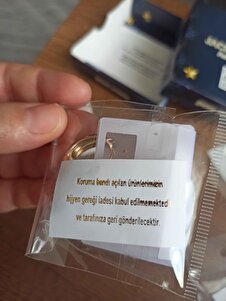 Koruma bandı açılan ürünlerimizin
hijyen gereği iadesi kabul edilmemektedir
ve tarafınıza geri gönderilecektir.